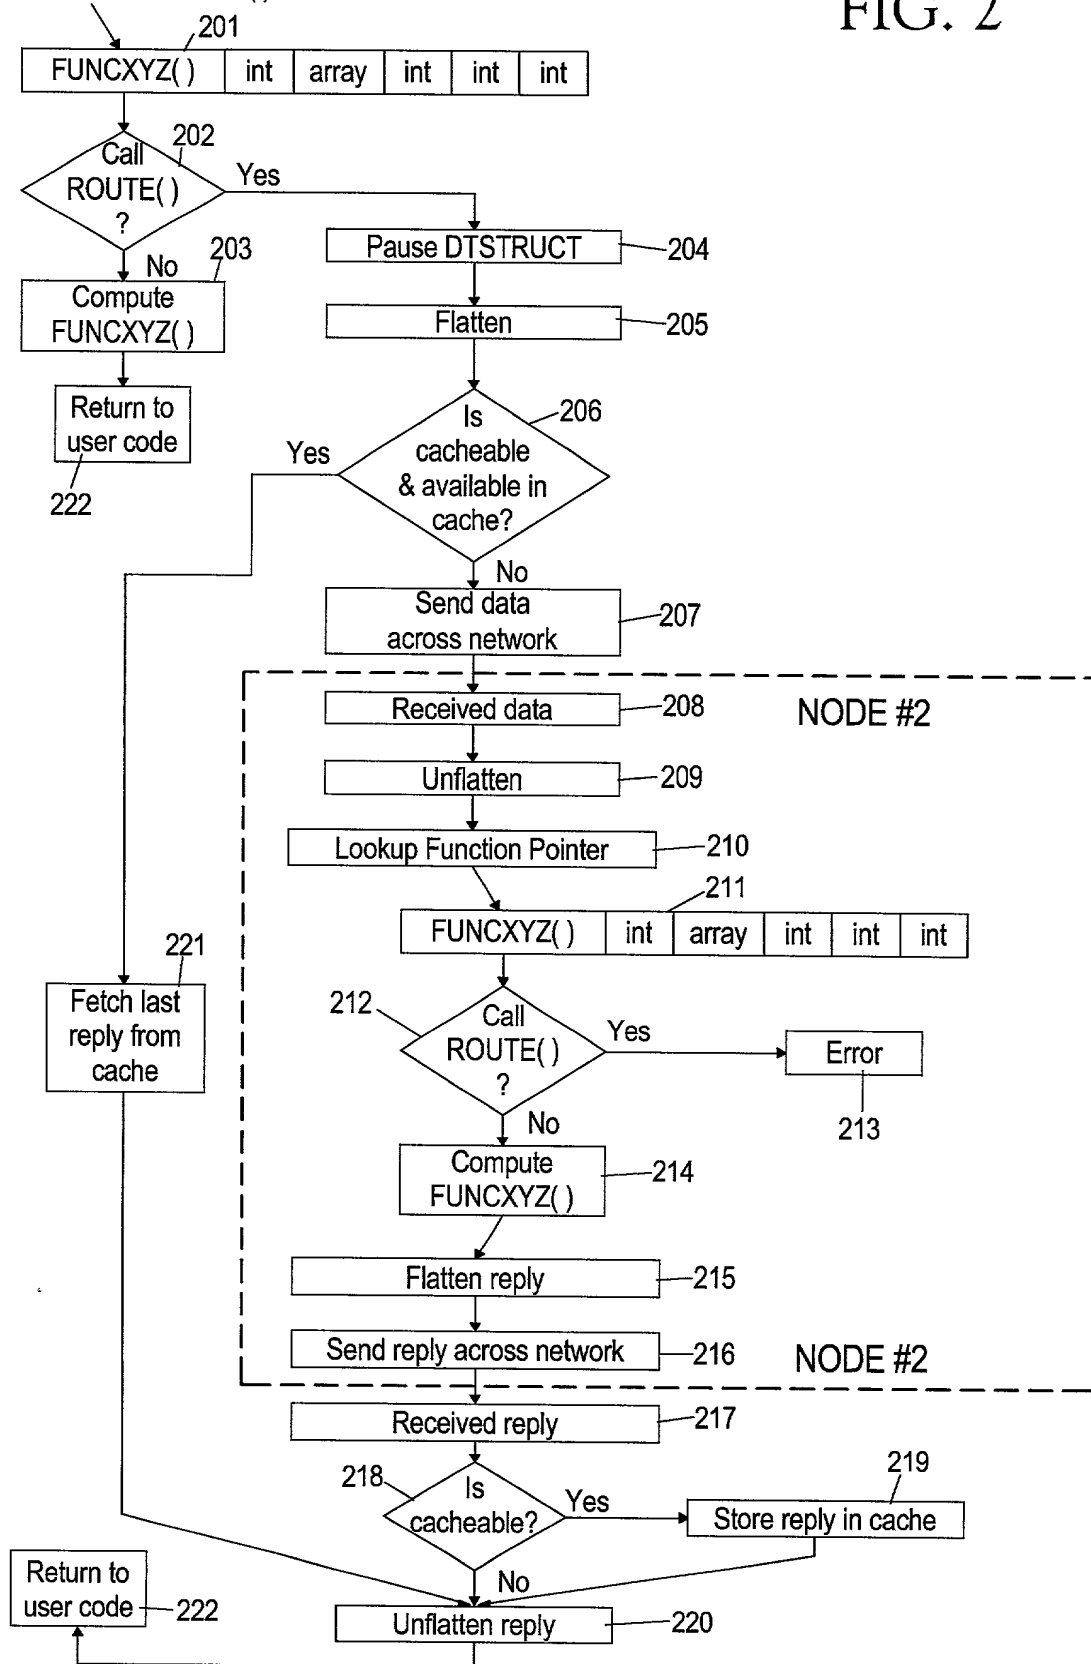 FIG. 2
201
FUNCXYZ( ) int array int int int
202
Call
ROUTE( )
?
Yes
No
203
Compute
FUNCXYZ( )
Return to
user code
222
Pause DTSTRUCT
204
Flatten
205
206
Is
cacheable
& available in
cache?
Yes
No
Send data
across network
207
NODE #2
Received data
208
Unflatten
209
Lookup Function Pointer
210
211
FUNCXYZ( ) int array int int int
212
Call
ROUTE( )
?
Yes
Error
213
No
Compute
FUNCXYZ( )
214
Flatten reply
215
Send reply across network
216
NODE #2
221
Fetch last
reply from
cache
Received reply
217
218
Is
cacheable?
Yes
219
Store reply in cache
No
Unflatten reply
220
Return to
user code
222